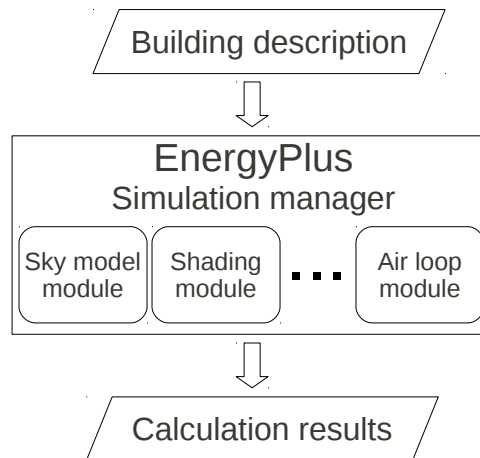 Building description
EnergyPlus
Simulation manager
Sky model
module
Shading
module
Air loop
module
Calculation results